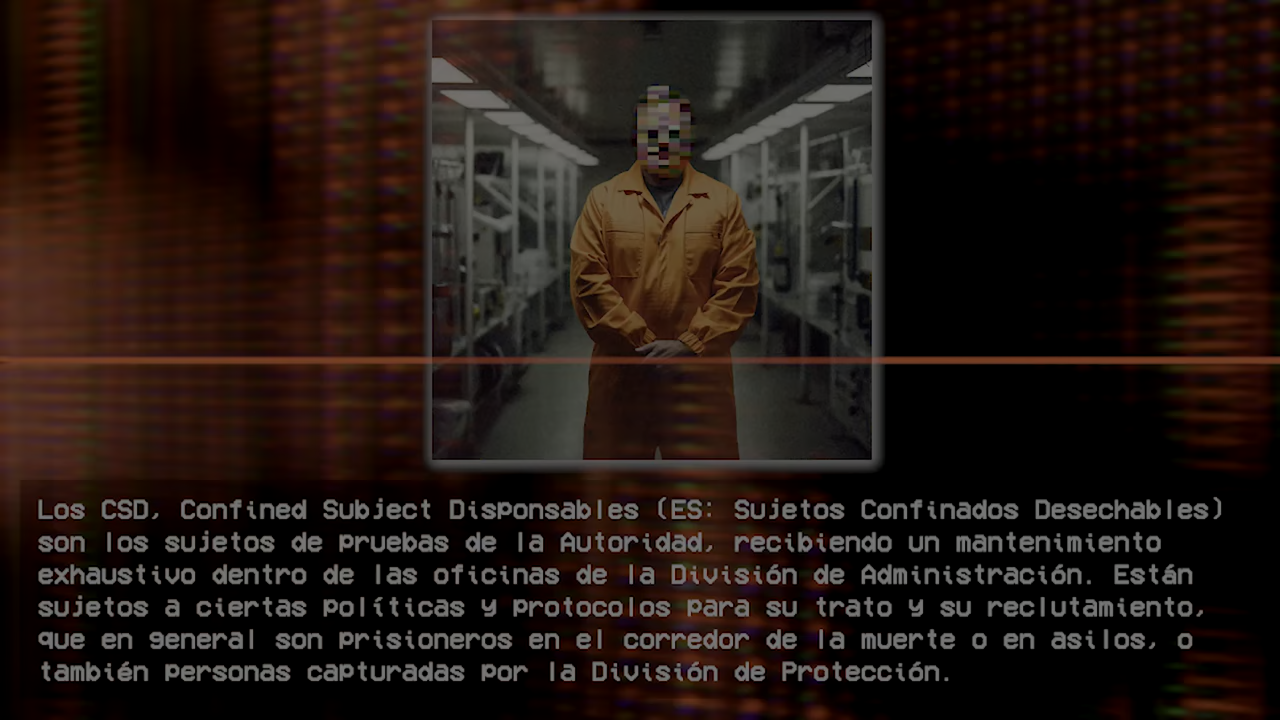 Los CSD, Confined Subject Disponsables (ES: Sujetos Confinados Desechables)
son los sujetos de pruebas de la Autoridad, recibiendo un mantenimiento
exhaustivo dentro de las oficinas de la División de Administración. Están
sujetos a ciertas políticas y protocolos para su trato y su reclutamiento,
que en general son prisioneros en el corredor de la muerte o en asilos, o
también personas capturadas por la División de Protección.